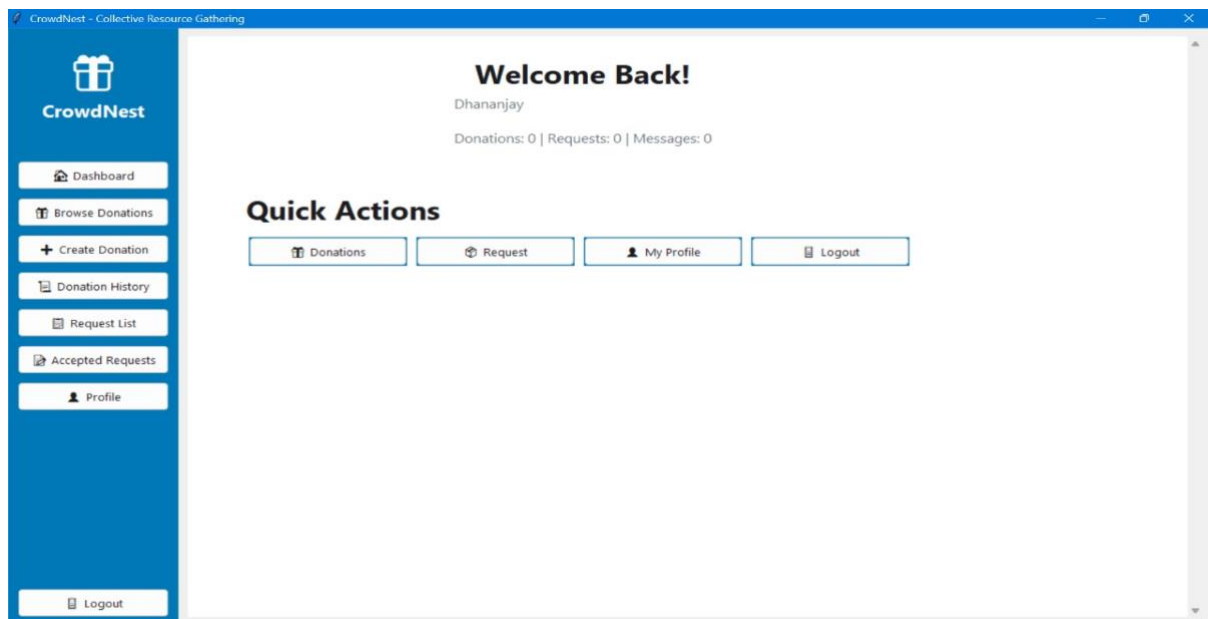 CrowdNest - Collective Resource Gathering
CrowdNest
Dashboard
Browse Donations
Create Donation
Donation History
Request List
Accepted Requests
Profile
Logout
Welcome Back!
Dhananjay
Donations: 0 | Requests: 0 | Messages: 0
Quick Actions
Donations
Request
My Profile
Logout